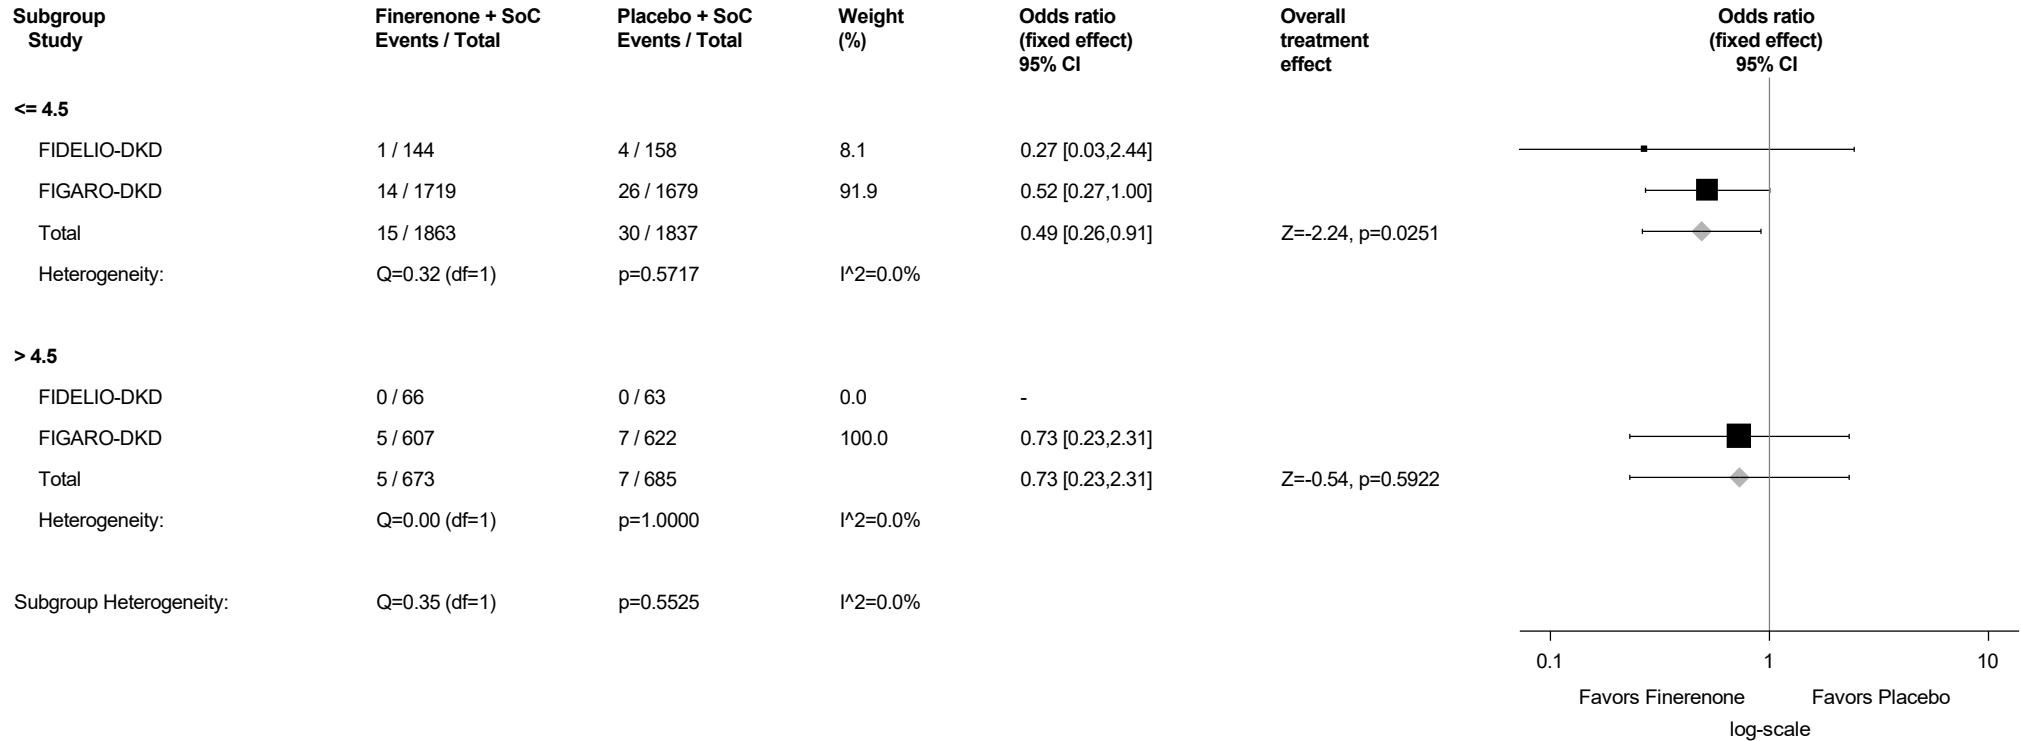 Subgroup Finerenone + SoC Placebo + SoC Weight Odds ratio Overall Odds ratio
Study Events / Total Events / Total (%) (fixed effect) treatment (fixed effect)
95% CI effect 95% CI
<= 4.5
FIDELIO-DKD 1 / 144 4 / 158 8.1 0.27 [0.03,2.44]
FIGARO-DKD 14 / 1719 26 / 1679 91.9 0.52 [0.27,1.00]
Total 15 / 1863 30 / 1837 0.49 [0.26,0.91] Z=-2.24, p=0.0251
Heterogeneity: Q=0.32 (df=1) p=0.5717 I^2=0.0%
> 4.5
FIDELIO-DKD 0 / 66 0 / 63 0.0 -
FIGARO-DKD 5 / 607 7 / 622 100.0 0.73 [0.23,2.31]
Total 5 / 673 7 / 685 0.73 [0.23,2.31] Z=-0.54, p=0.5922
Heterogeneity: Q=0.00 (df=1) p=1.0000 I^2=0.0%
Subgroup Heterogeneity: Q=0.35 (df=1) p=0.5525 I^2=0.0%
0.1 1 10
Favors Finerenone Favors Placebo
log-scale